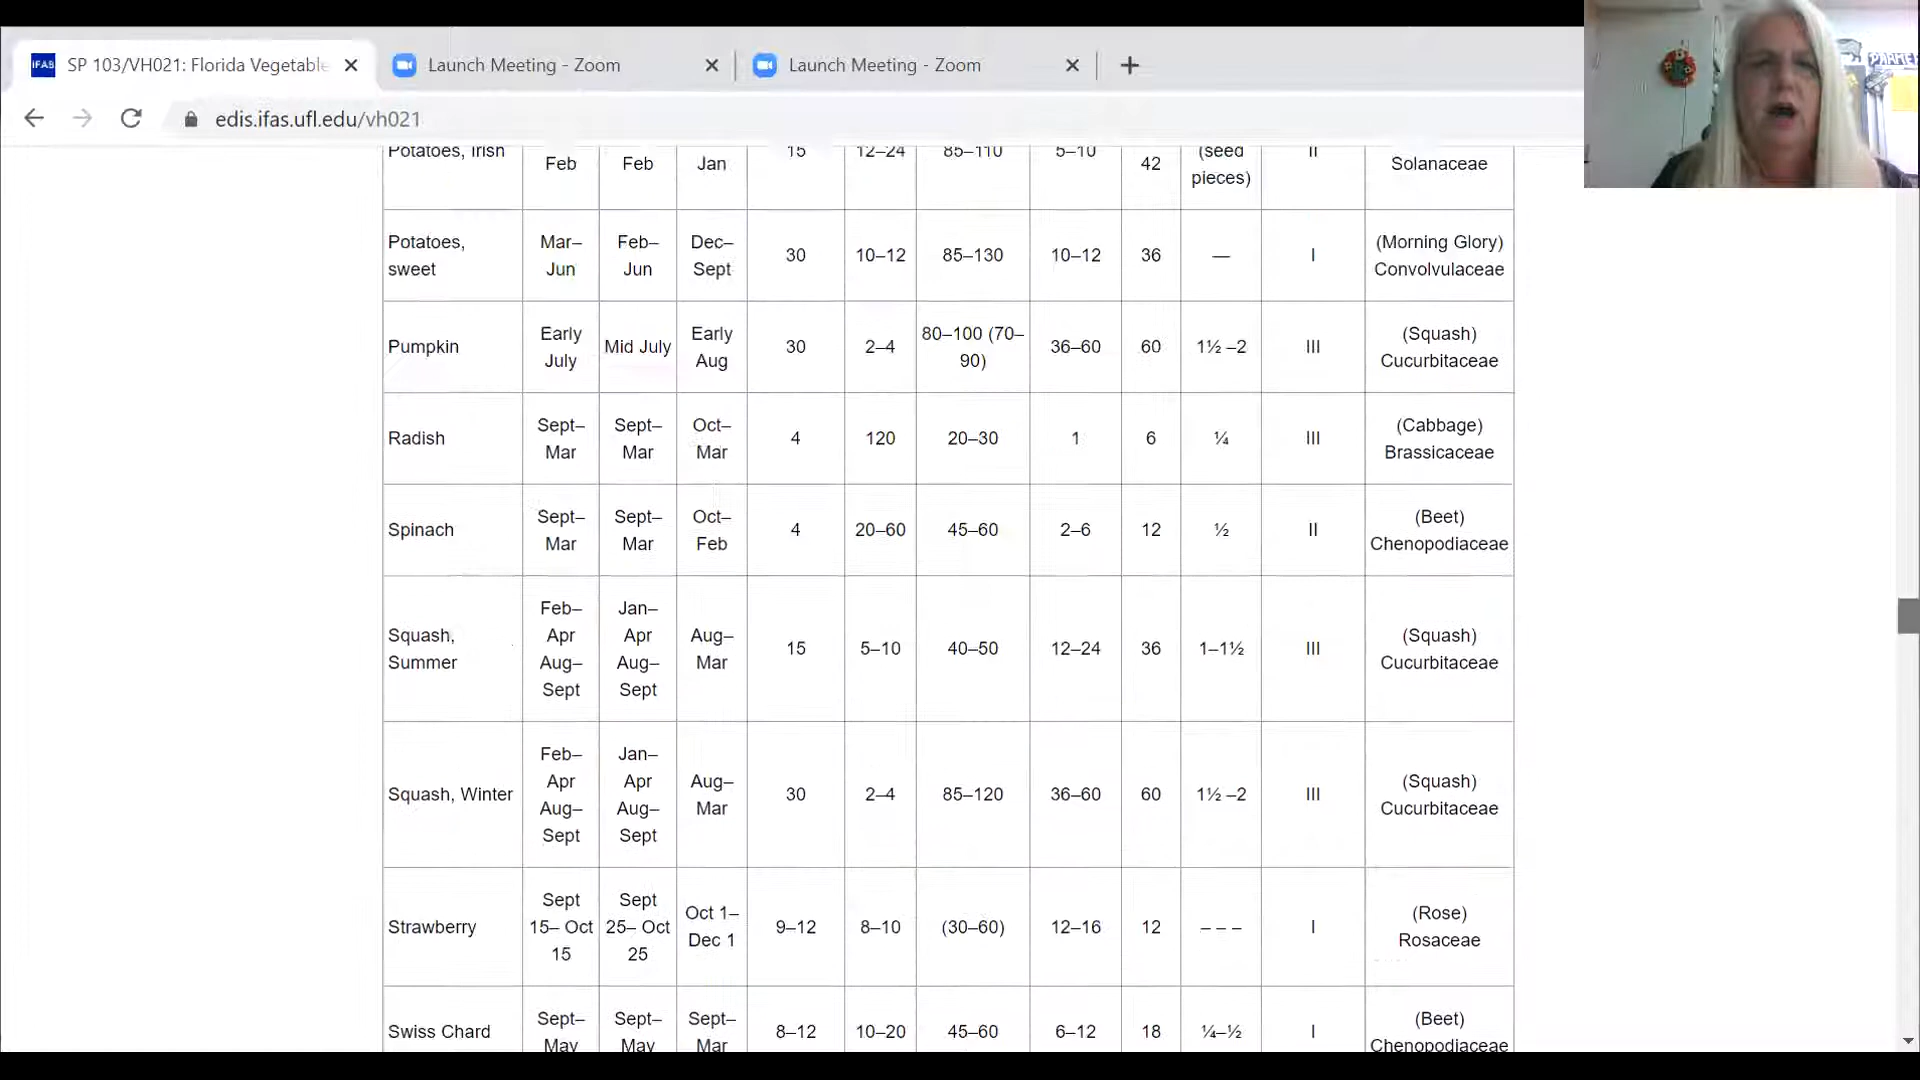 IFAS SP 103/VH021: Florida Vegetable
Launch Meeting - Zoom
Launch Meeting - Zoom
edis.ifas.ufl.edu/vh021
Potatoes, Irish Feb Feb Jan 15 12–24 85–110 5–10 42 (seed pieces) II Solanaceae
Potatoes, sweet Mar–Jun Feb–Jun Dec–Sept 30 10–12 85–130 10–12 36 — I (Morning Glory) Convolvulaceae
Pumpkin Early July Mid July Early Aug 30 2–4 80–100 (70–90) 36–60 60 1½ –2 III (Squash) Cucurbitaceae
Radish Sept–Mar Sept–Mar Oct–Mar 4 120 20–30 1 6 ¼ III (Cabbage) Brassicaceae
Spinach Sept–Mar Sept–Mar Oct–Feb 4 20–60 45–60 2–6 12 ½ II (Beet) Chenopodiaceae
Squash, Summer Feb–Apr Aug–Sept Jan–Apr Aug–Sept Aug–Mar 15 5–10 40–50 12–24 36 1–1½ III (Squash) Cucurbitaceae
Squash, Winter Feb–Apr Aug–Sept Jan–Apr Aug–Sept Aug–Mar 30 2–4 85–120 36–60 60 1½ –2 III (Squash) Cucurbitaceae
Strawberry Sept 15– Oct 15 Sept 25– Oct 25 Oct 1–Dec 1 9–12 8–10 (30–60) 12–16 12 – – – I (Rose) Rosaceae
Swiss Chard Sept–May Sept–May Sept–Mar 8–12 10–20 45–60 6–12 18 ¼–½ I (Beet) Chenopodiaceae